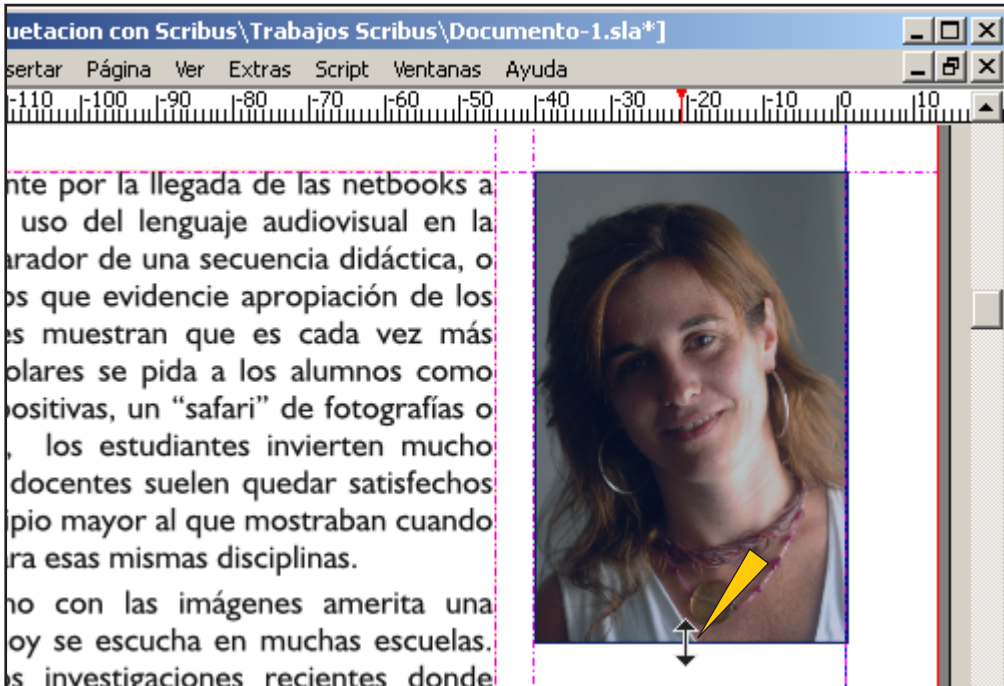 uetacion con Scribus\Trabajos Scribus\Documento-1.sla*]
sertar Página Ver Extras Script Ventanas Ayuda
-110 -100 -90 -80 -70 -60 -50 -40 -30 -20 -10 0 10
nte por la llegada de las netbooks a
uso del lenguaje audiovisual en la
arador de una secuencia didáctica, o
os que evidencie apropiación de los
es muestran que es cada vez más
olares se pida a los alumnos como
positivas, un “safari” de fotografías o
, los estudiantes invierten mucho
docentes suelen quedar satisfechos
ipio mayor al que mostraban cuando
ra esas mismas disciplinas.
no con las imágenes amerita una
oy se escucha en muchas escuelas.
os investigaciones recientes donde